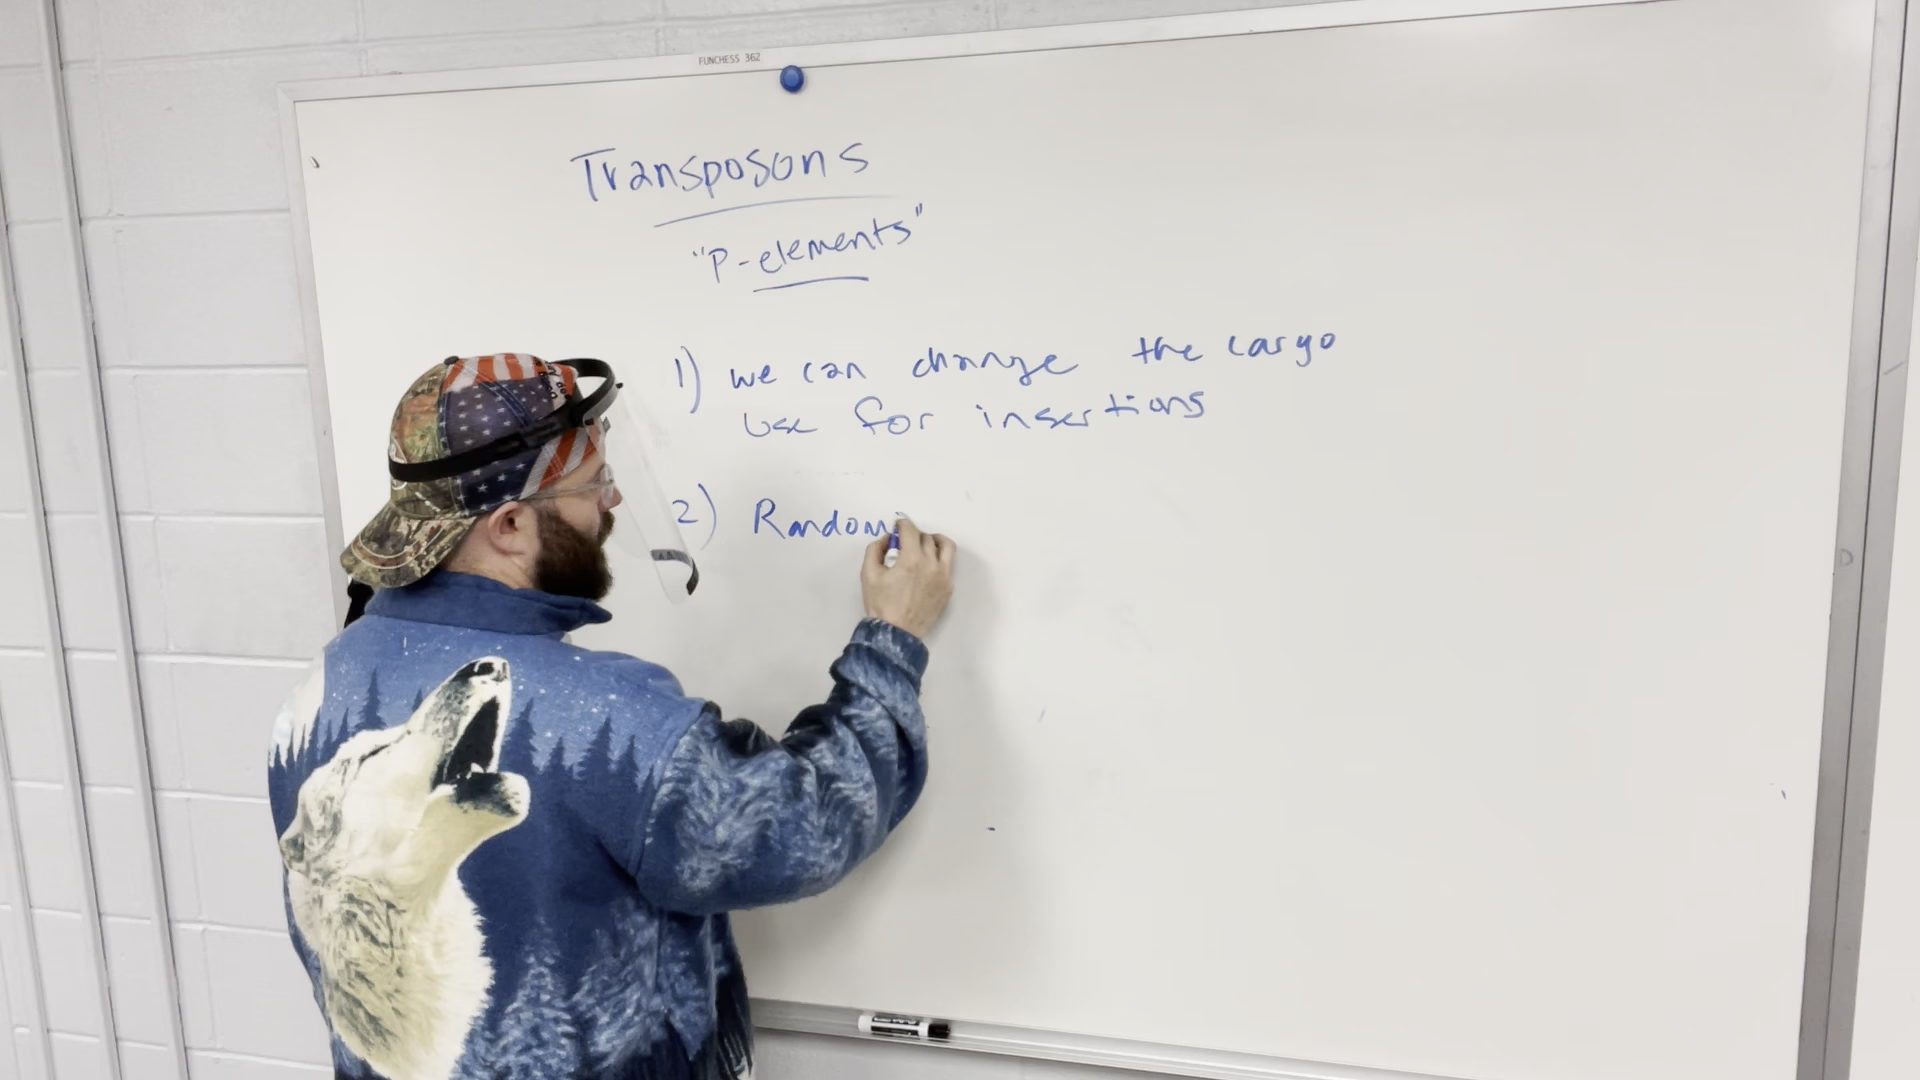 FUNCHESS 362
Transposons
"P-elements"
1) we can change the cargo
use for insertions
2) Random